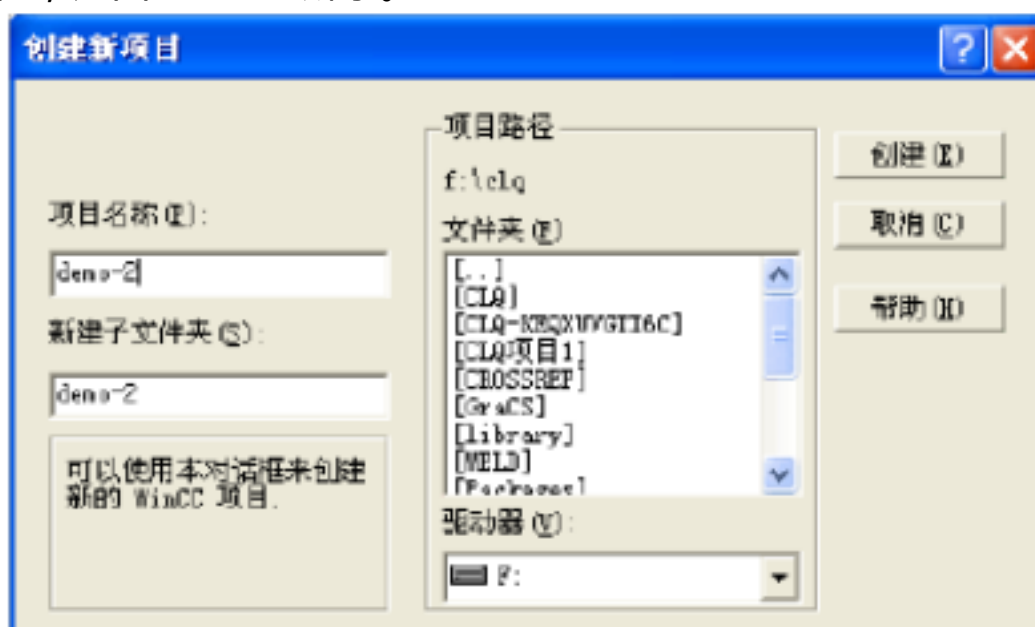 创建新项目
项目名称(P):
demo-2
新建子文件夹(S):
demo-2
可以使用本对话框来创建
新的 WinCC 项目.
项目路径
f:\clq
文件夹(F)
[..]
[CLQ]
[CLQ项目1]
[CROSSREF]
[GraCS]
[library]
[MELD]
[Packages]
驱动器(V):
F:
创建(E)
取消(C)
帮助(H)